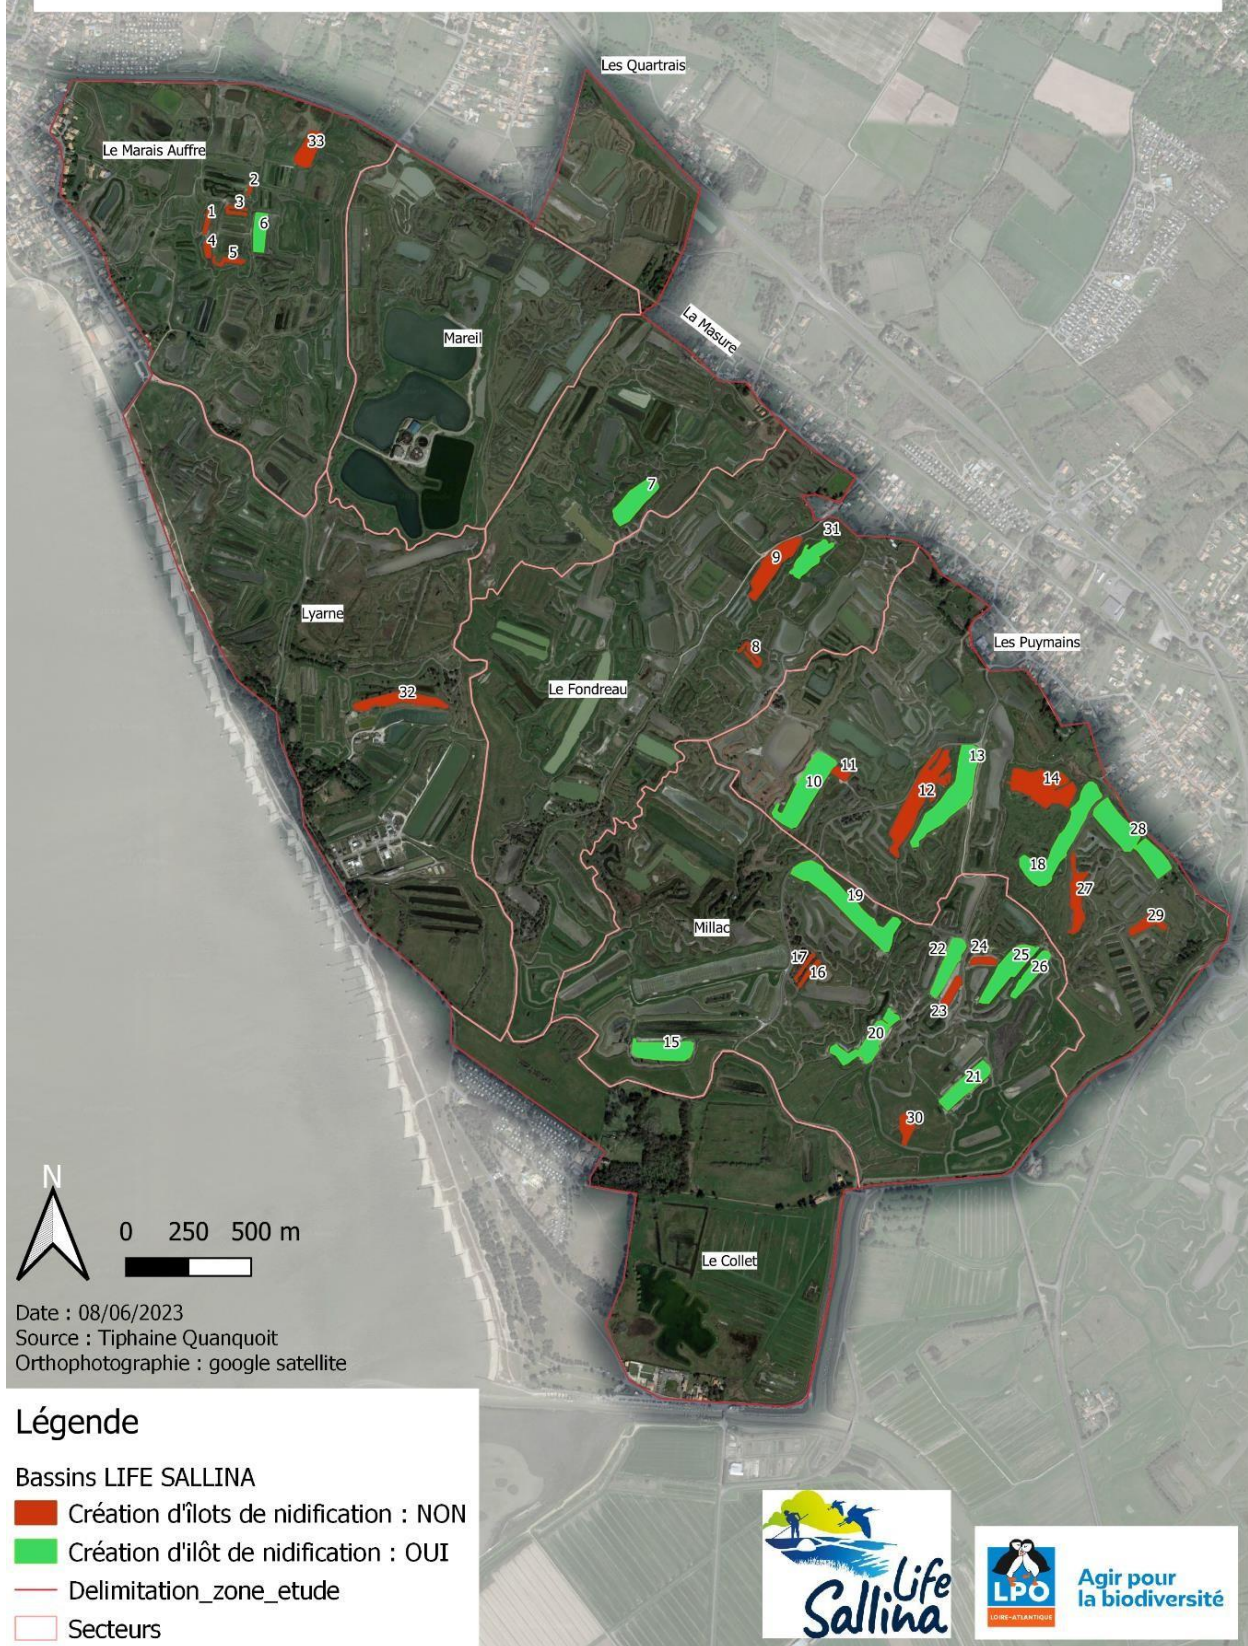 Les Quartrais
Le Marais Auffre
33
2
1
3
6
4
5
La Masure
Mareil
7
31
9
Lyarne
Les Puymains
8
32
Le Fondreau
13
11
14
10
12
28
18
27
19
29
Millac
22
24
25
17
26
16
23
20
15
21
30
N
0 250 500 m
Le Collet
Date : 08/06/2023
Source : Tiphaine Quanquoit
Orthophotographie : google satellite
Légende
Bassins LIFE SALLINA
Création d'îlots de nidification : NON
Création d'ilôt de nidification : OUI
Delimitation_zone_etude
Secteurs
Life
Sallina
LPO
LOIRE-ATLANTIQUE
Agir pour
la biodiversité